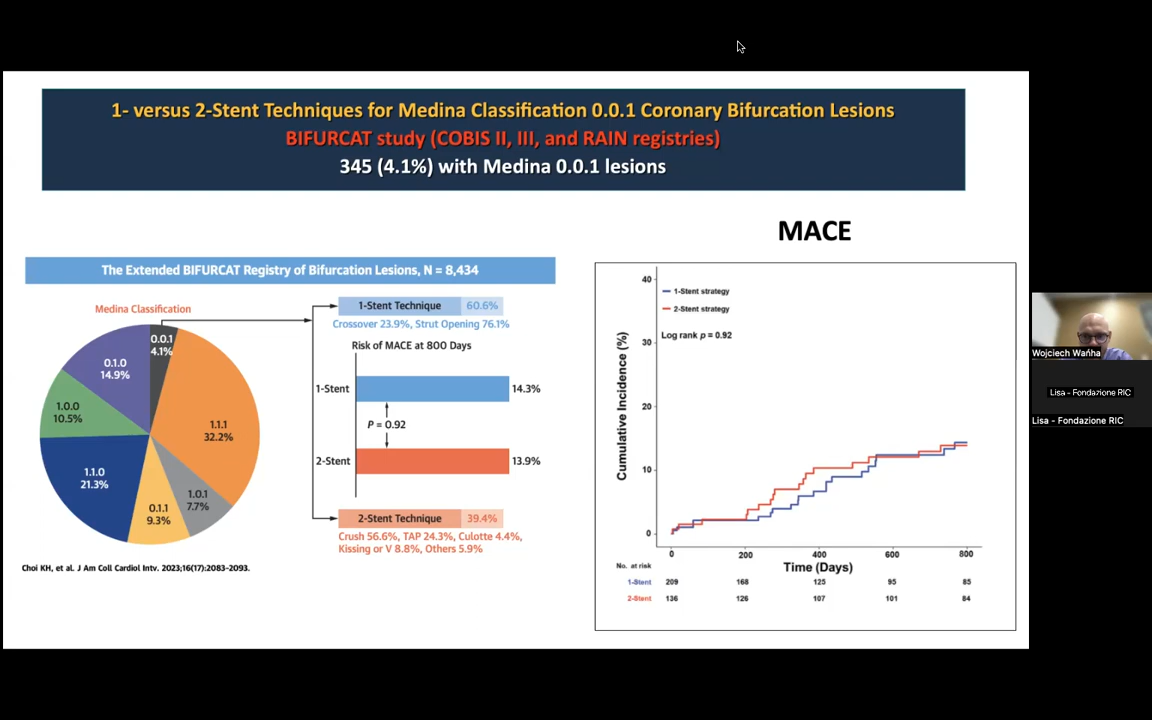 1- versus 2-Stent Techniques for Medina Classification 0.0.1 Coronary Bifurcation Lesions
BIFURCAT study (COBIS II, III, and RAIN registries)
345 (4.1%) with Medina 0.0.1 lesions
The Extended BIFURCAT Registry of Bifurcation Lesions, N = 8,434
Medina Classification
0.0.1
4.1%
1.1.1
32.2%
1.0.1
7.7%
0.1.1
9.3%
1.1.0
21.3%
1.0.0
10.5%
0.1.0
14.9%
1-Stent Technique 60.6%
Crossover 23.9%, Strut Opening 76.1%
Risk of MACE at 800 Days
1-Stent 14.3%
P = 0.92
2-Stent 13.9%
2-Stent Technique 39.4%
Crush 56.6%, TAP 24.3%, Culotte 4.4%,
Kissing or V 8.8%, Others 5.9%
Choi KH, et al. J Am Coll Cardiol Intv. 2023;16(17):2083-2093.
MACE
1-Stent strategy
2-Stent strategy
Log rank p = 0.92
Cumulative Incidence (%)
40
30
20
10
0
0 200 400 600 800
Time (Days)
No. at risk
1-Stent 209 168 125 95 85
2-Stent 136 126 107 101 84
Wojciech Wańha
Lisa - Fondazione RIC
Lisa - Fondazione RIC